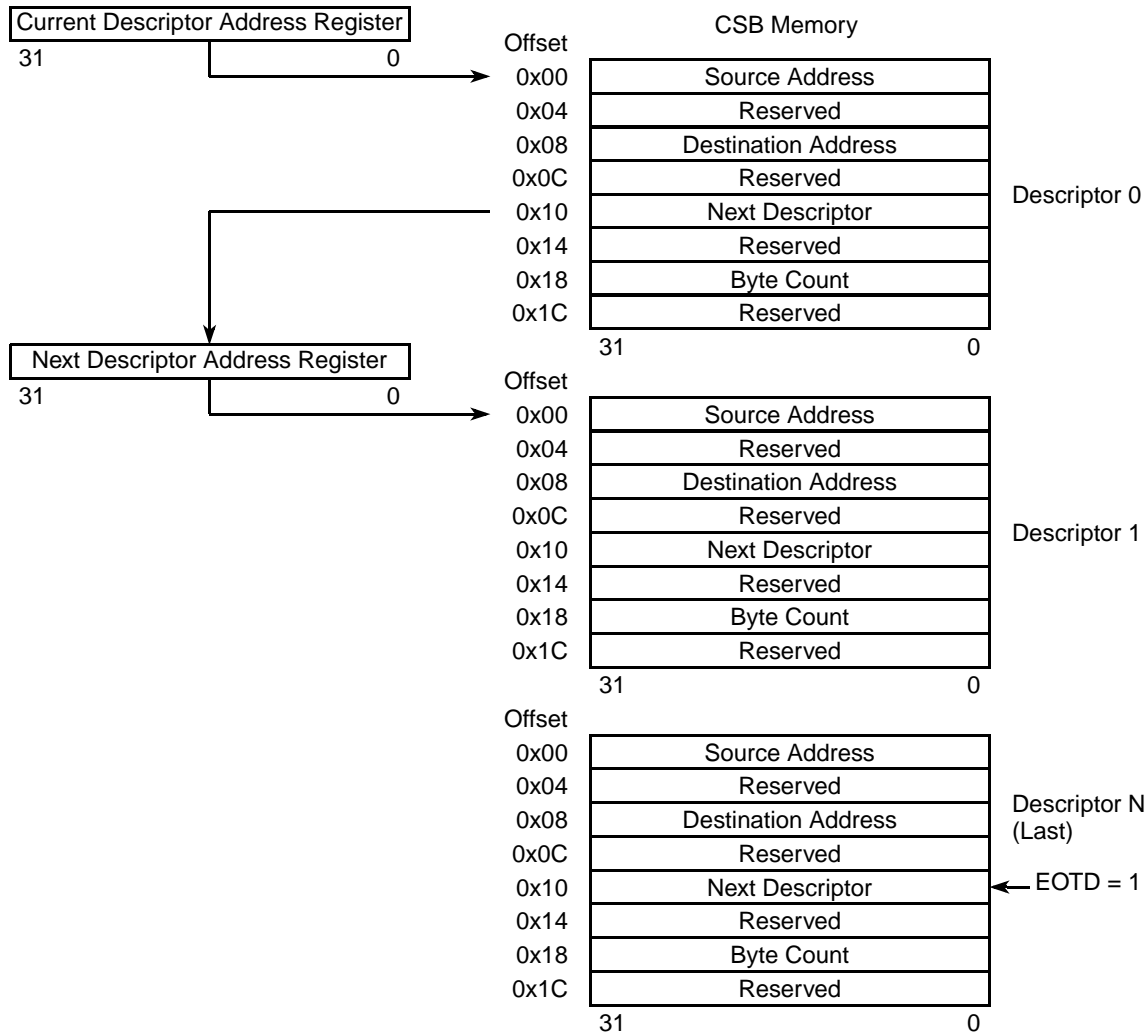 Current Descriptor Address Register
31 0
CSB Memory
Offset
0x00 Source Address
0x04 Reserved
0x08 Destination Address
0x0C Reserved
0x10 Next Descriptor
0x14 Reserved
0x18 Byte Count
0x1C Reserved
31 0
Descriptor 0
Next Descriptor Address Register
31 0
Offset
0x00 Source Address
0x04 Reserved
0x08 Destination Address
0x0C Reserved
0x10 Next Descriptor
0x14 Reserved
0x18 Byte Count
0x1C Reserved
31 0
Descriptor 1
Offset
0x00 Source Address
0x04 Reserved
0x08 Destination Address
0x0C Reserved
0x10 Next Descriptor
0x14 Reserved
0x18 Byte Count
0x1C Reserved
31 0
Descriptor N
(Last)
EOTD = 1